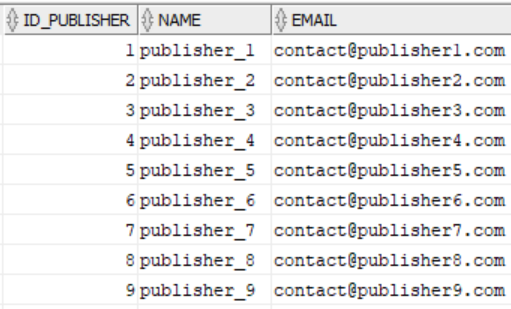 ID_PUBLISHER NAME EMAIL
1 publisher_1 contact@publisher1.com
2 publisher_2 contact@publisher2.com
3 publisher_3 contact@publisher3.com
4 publisher_4 contact@publisher4.com
5 publisher_5 contact@publisher5.com
6 publisher_6 contact@publisher6.com
7 publisher_7 contact@publisher7.com
8 publisher_8 contact@publisher8.com
9 publisher_9 contact@publisher9.com